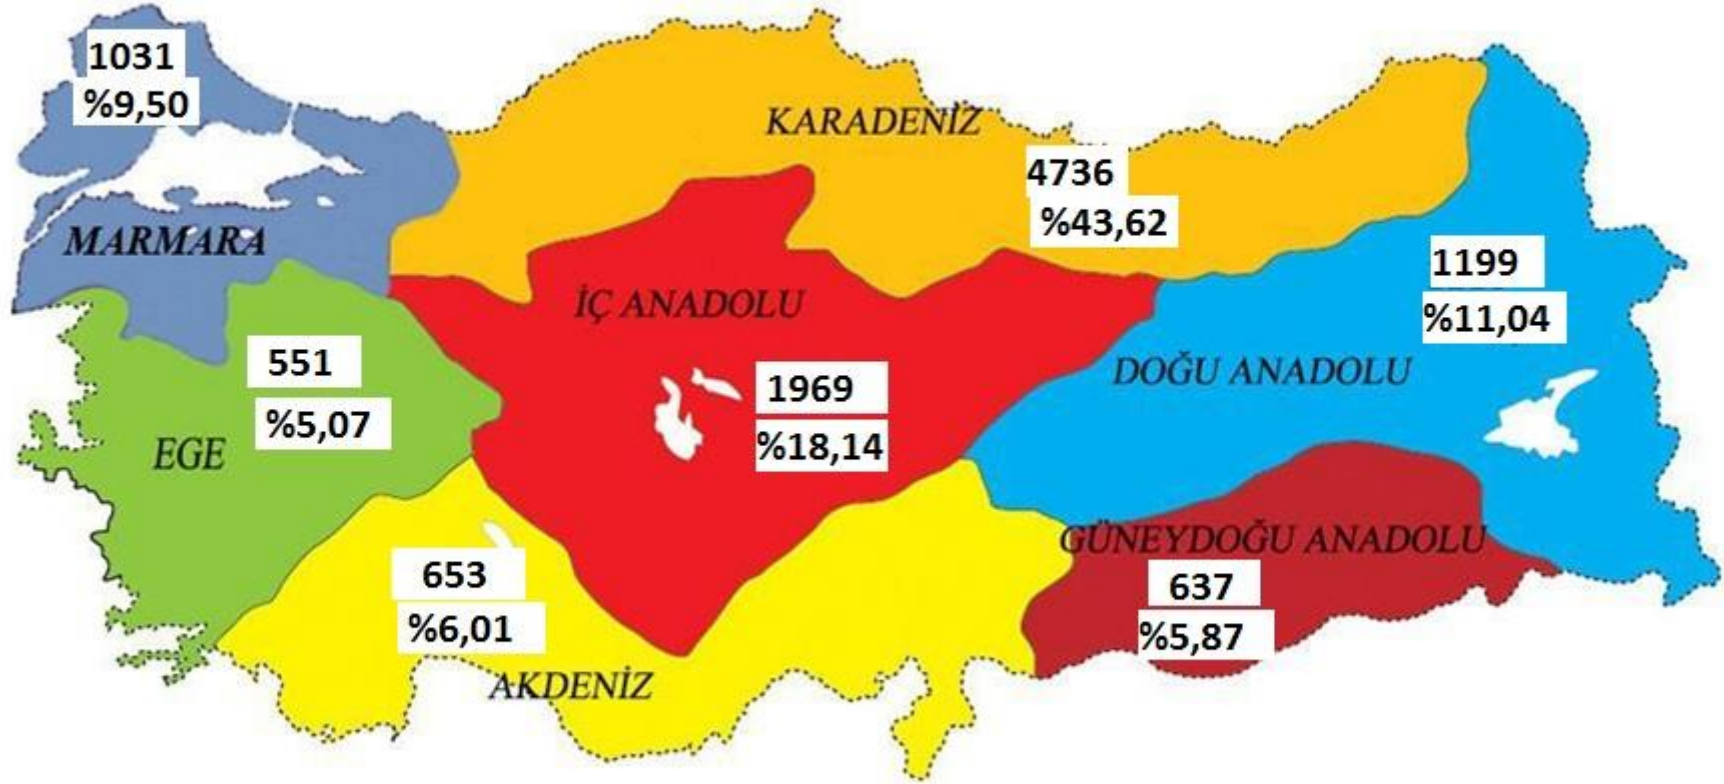 1031
%9,50
MARMARA
KARADENİZ
4736
%43,62
1199
%11,04
İÇ ANADOLU
1969
%18,14
DOĞU ANADOLU
551
%5,07
EGE
653
%6,01
AKDENİZ
GÜNEYDOĞU ANADOLU
637
%5,87